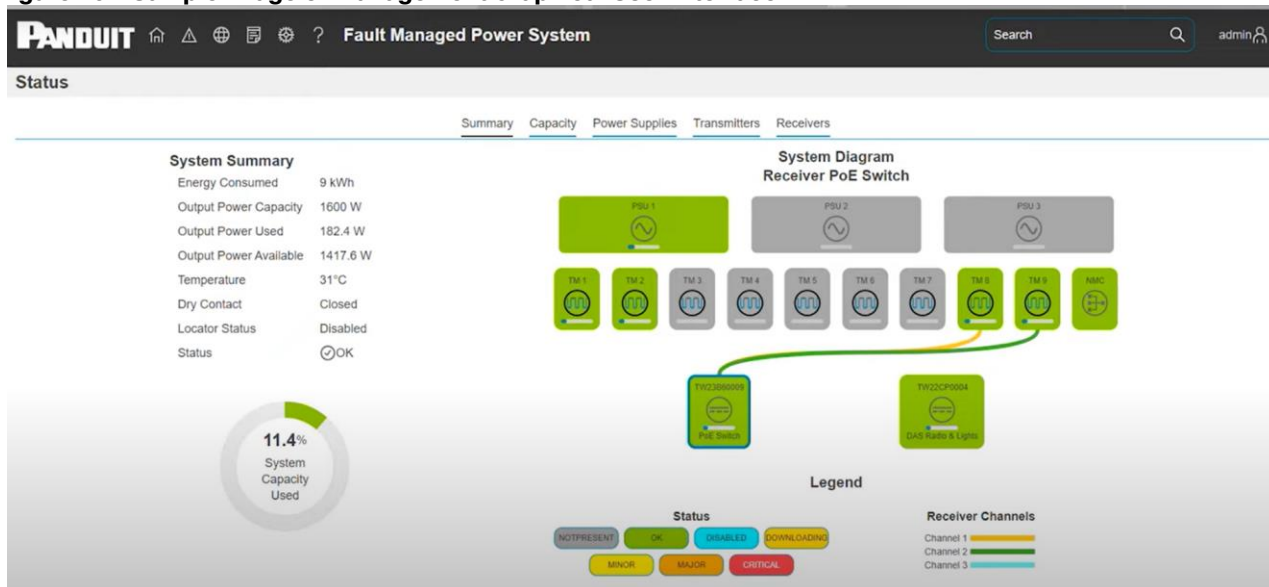 PANDUIT ? Fault Managed Power System Search admin
Status
Summary Capacity Power Supplies Transmitters Receivers
System Summary
Energy Consumed 9 kWh
Output Power Capacity 1600 W
Output Power Used 182.4 W
Output Power Available 1417.6 W
Temperature 31°C
Dry Contact Closed
Locator Status Disabled
Status OK
11.4%
System
Capacity
Used
System Diagram
Receiver PoE Switch
PSU 1 PSU 2 PSU 3
TM 1 TM 2 TM 3 TM 4 TM 5 TM 6 TM 7 TM 8 TM 9 NMC
TW22CP0004
PoE Switch DAS Radio & Lights
Legend
Status
NOTPRESENT OK DISABLED DOWNLOADING
MINOR MAJOR CRITICAL
Receiver Channels
Channel 1
Channel 2
Channel 3